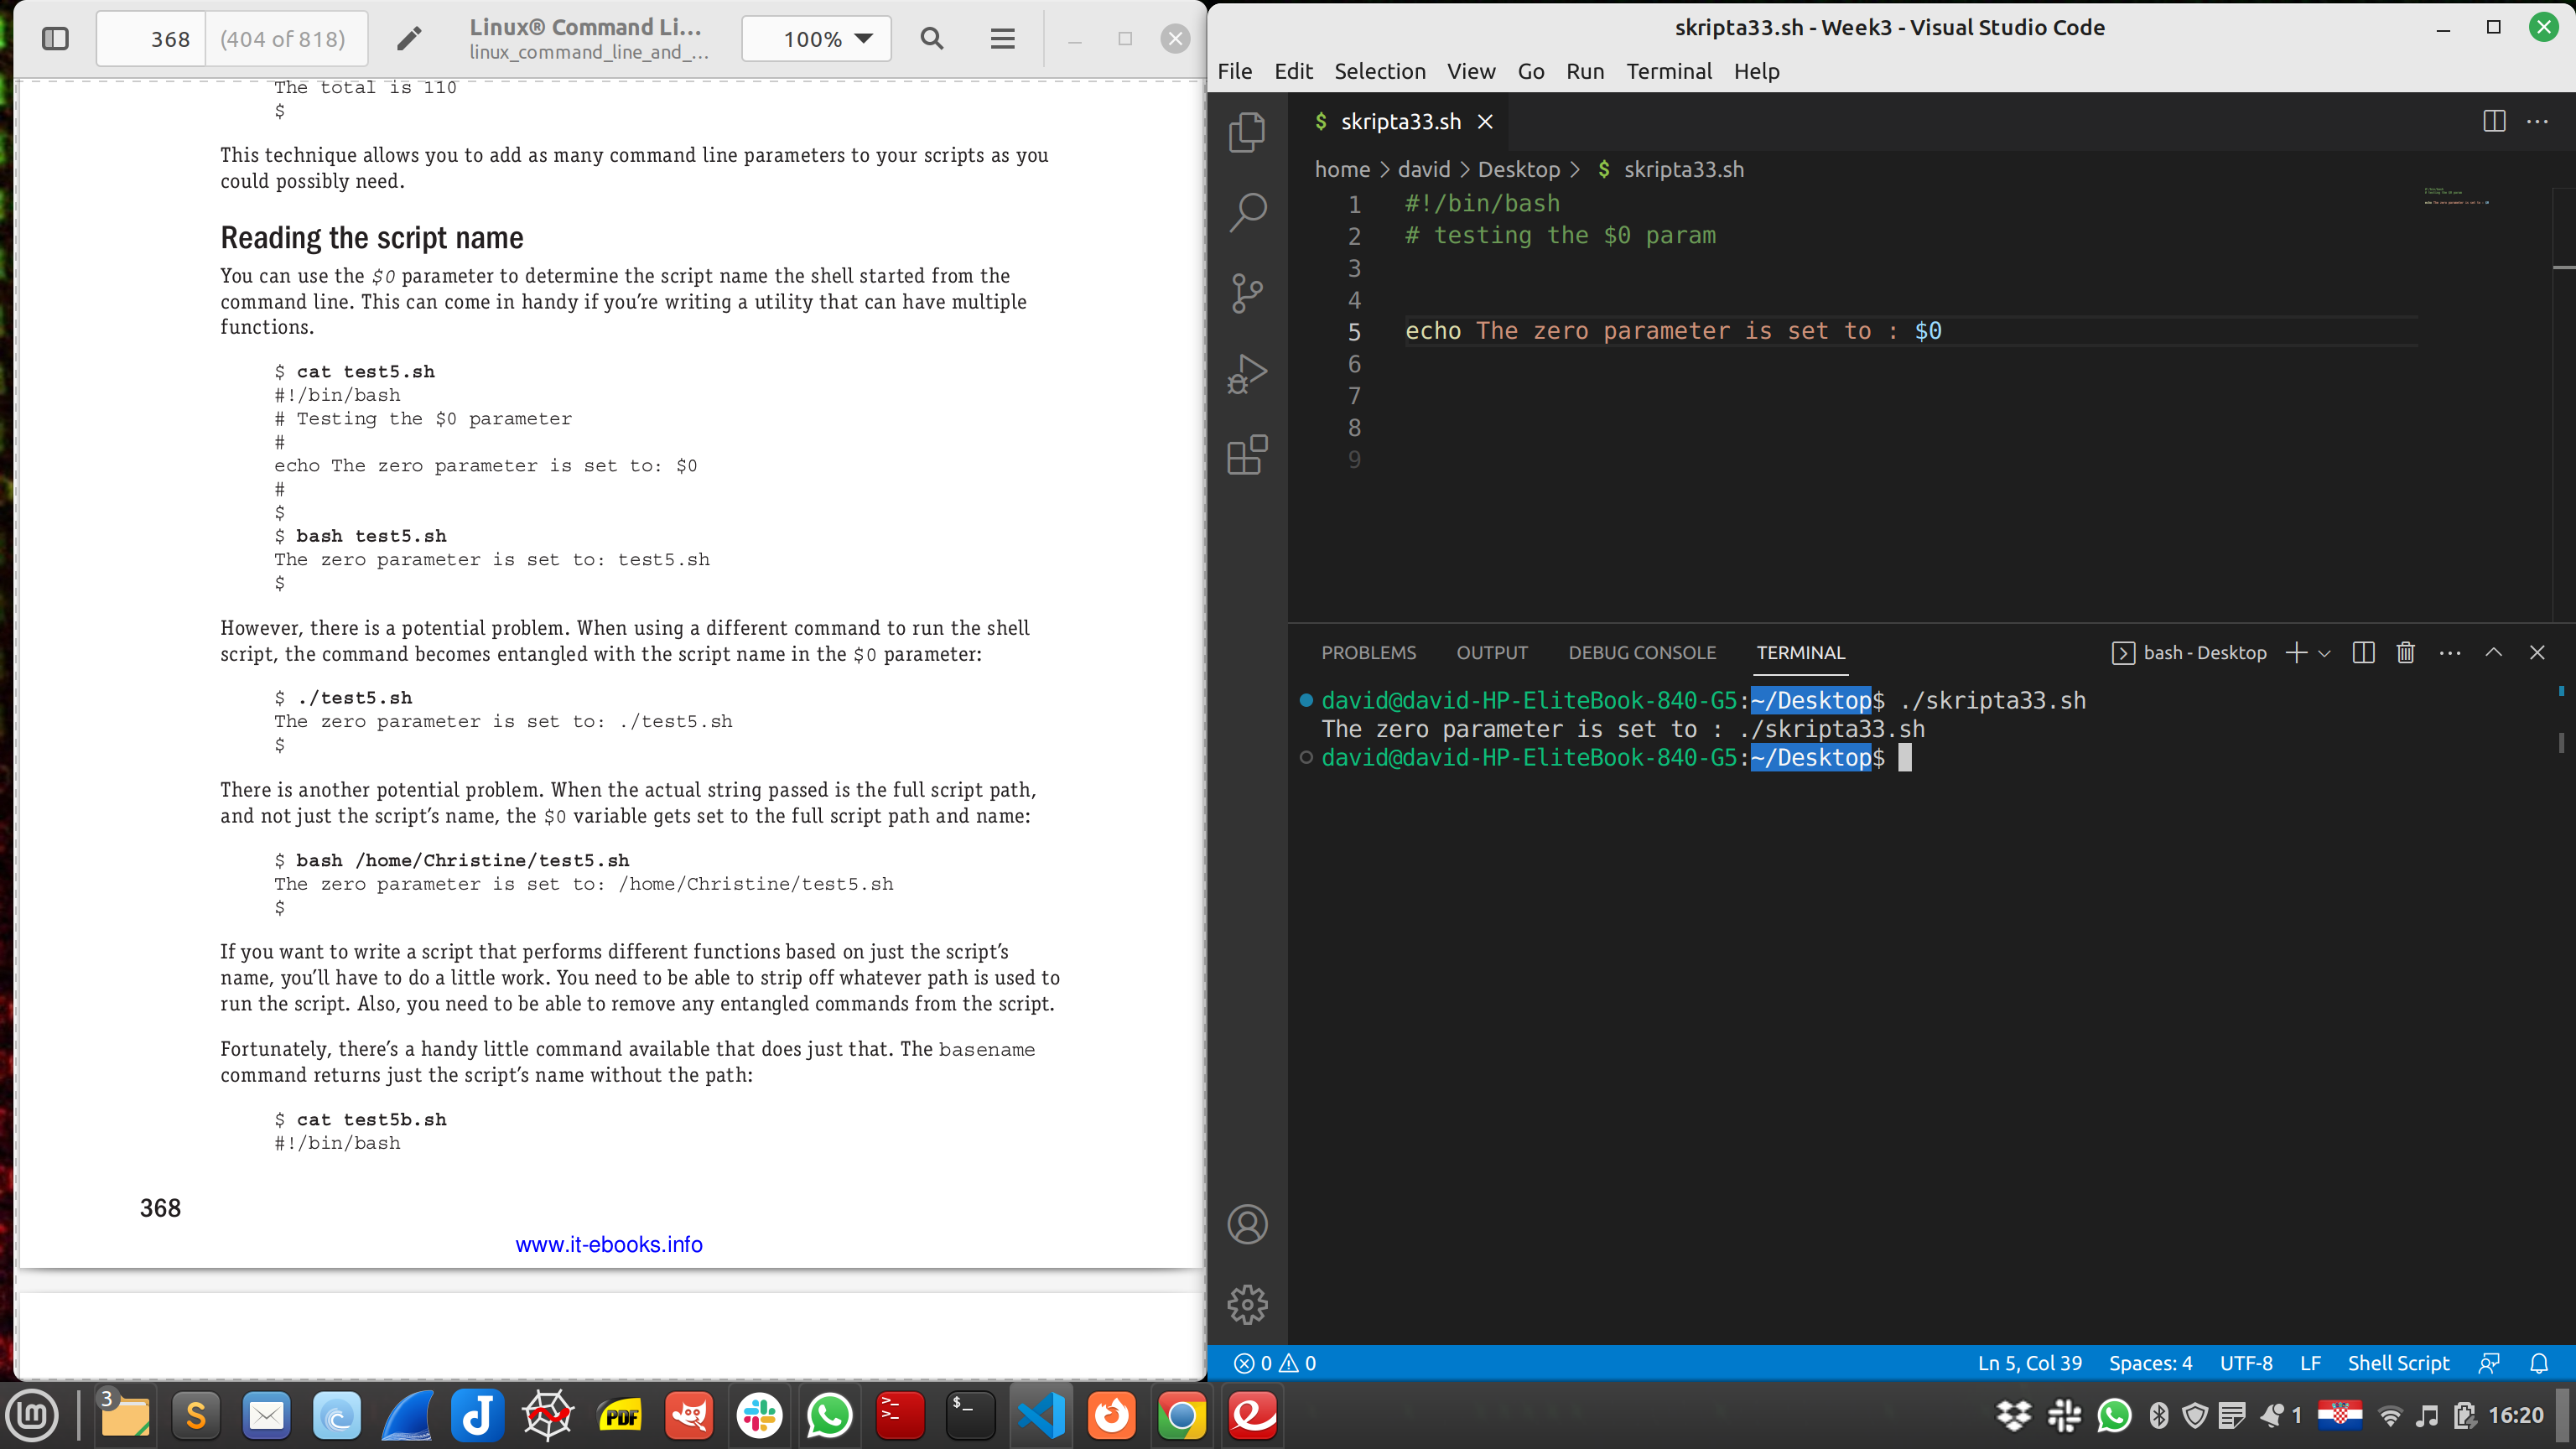 368
(404 of 818)
Linux® Command Li...
linux_command_line_and_...
100%
The total is 110
$
This technique allows you to add as many command line parameters to your scripts as you
could possibly need.
Reading the script name
You can use the $0 parameter to determine the script name the shell started from the
command line. This can come in handy if you’re writing a utility that can have multiple
functions.
$ cat test5.sh
#!/bin/bash
# Testing the $0 parameter
#
echo The zero parameter is set to: $0
#
$
$ bash test5.sh
The zero parameter is set to: test5.sh
$
However, there is a potential problem. When using a different command to run the shell
script, the command becomes entangled with the script name in the $0 parameter:
$ ./test5.sh
The zero parameter is set to: ./test5.sh
$
There is another potential problem. When the actual string passed is the full script path,
and not just the script’s name, the $0 variable gets set to the full script path and name:
$ bash /home/Christine/test5.sh
The zero parameter is set to: /home/Christine/test5.sh
$
If you want to write a script that performs different functions based on just the script’s
name, you’ll have to do a little work. You need to be able to strip off whatever path is used to
run the script. Also, you need to be able to remove any entangled commands from the script.
Fortunately, there’s a handy little command available that does just that. The basename
command returns just the script’s name without the path:
$ cat test5b.sh
#!/bin/bash
368
www.it-ebooks.info
skripta33.sh - Week3 - Visual Studio Code
File Edit Selection View Go Run Terminal Help
$ skripta33.sh
home > david > Desktop > $ skripta33.sh
1 #!/bin/bash
2 # testing the $0 param
3
4
5 echo The zero parameter is set to : $0
6
7
8
9
PROBLEMS OUTPUT DEBUG CONSOLE TERMINAL
bash - Desktop
david@david-HP-EliteBook-840-G5:~/Desktop$ ./skripta33.sh
The zero parameter is set to : ./skripta33.sh
david@david-HP-EliteBook-840-G5:~/Desktop$
0 0
Ln 5, Col 39 Spaces: 4 UTF-8 LF Shell Script
3
S
PDF
$_
1
16:20